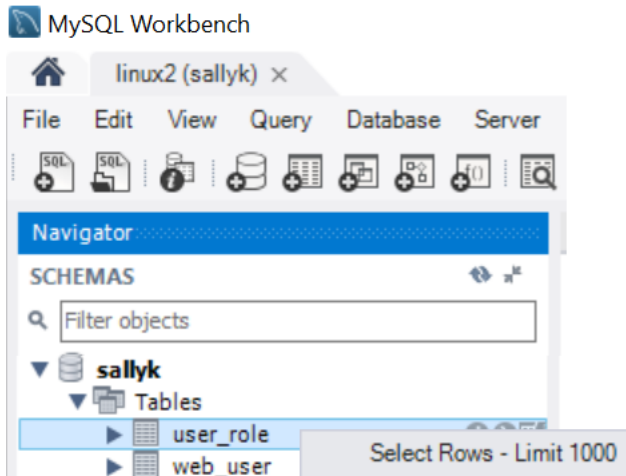 MySQL Workbench
linux2 (sallyk) ×
File Edit View Query Database Server
SQL SQL
Navigator
SCHEMAS
Filter objects
sallyk
Tables
user_role
Select Rows - Limit 1000
web_user